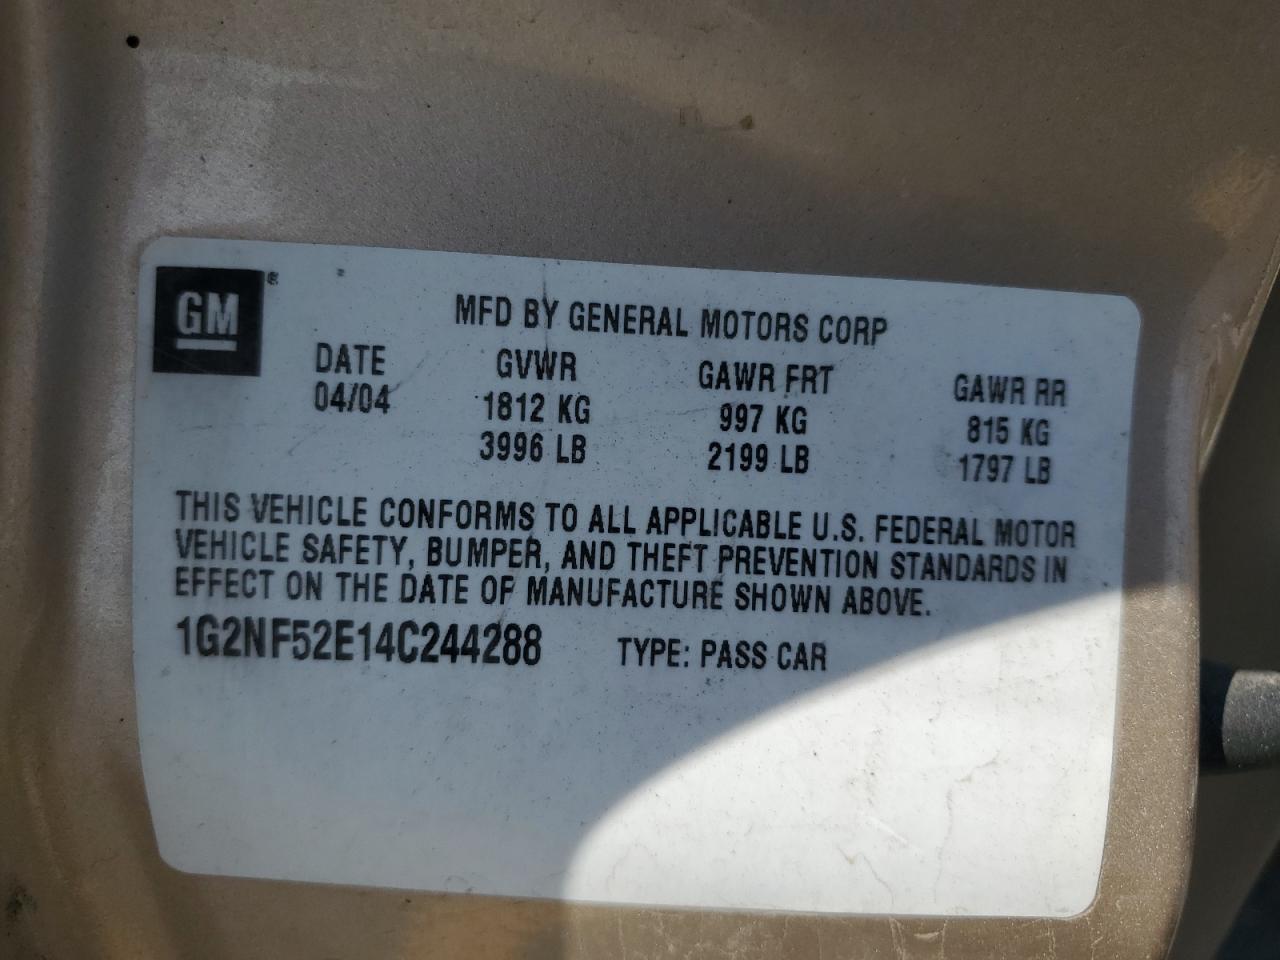 GM®
MFD BY GENERAL MOTORS CORP
DATE GVWR GAWR FRT GAWR RR
04/04 1812 KG 997 KG 815 KG
3996 LB 2199 LB 1797 LB
THIS VEHICLE CONFORMS TO ALL APPLICABLE U.S. FEDERAL MOTOR
VEHICLE SAFETY, BUMPER, AND THEFT PREVENTION STANDARDS IN
EFFECT ON THE DATE OF MANUFACTURE SHOWN ABOVE.
1G2NF52E14C244288 TYPE: PASS CAR